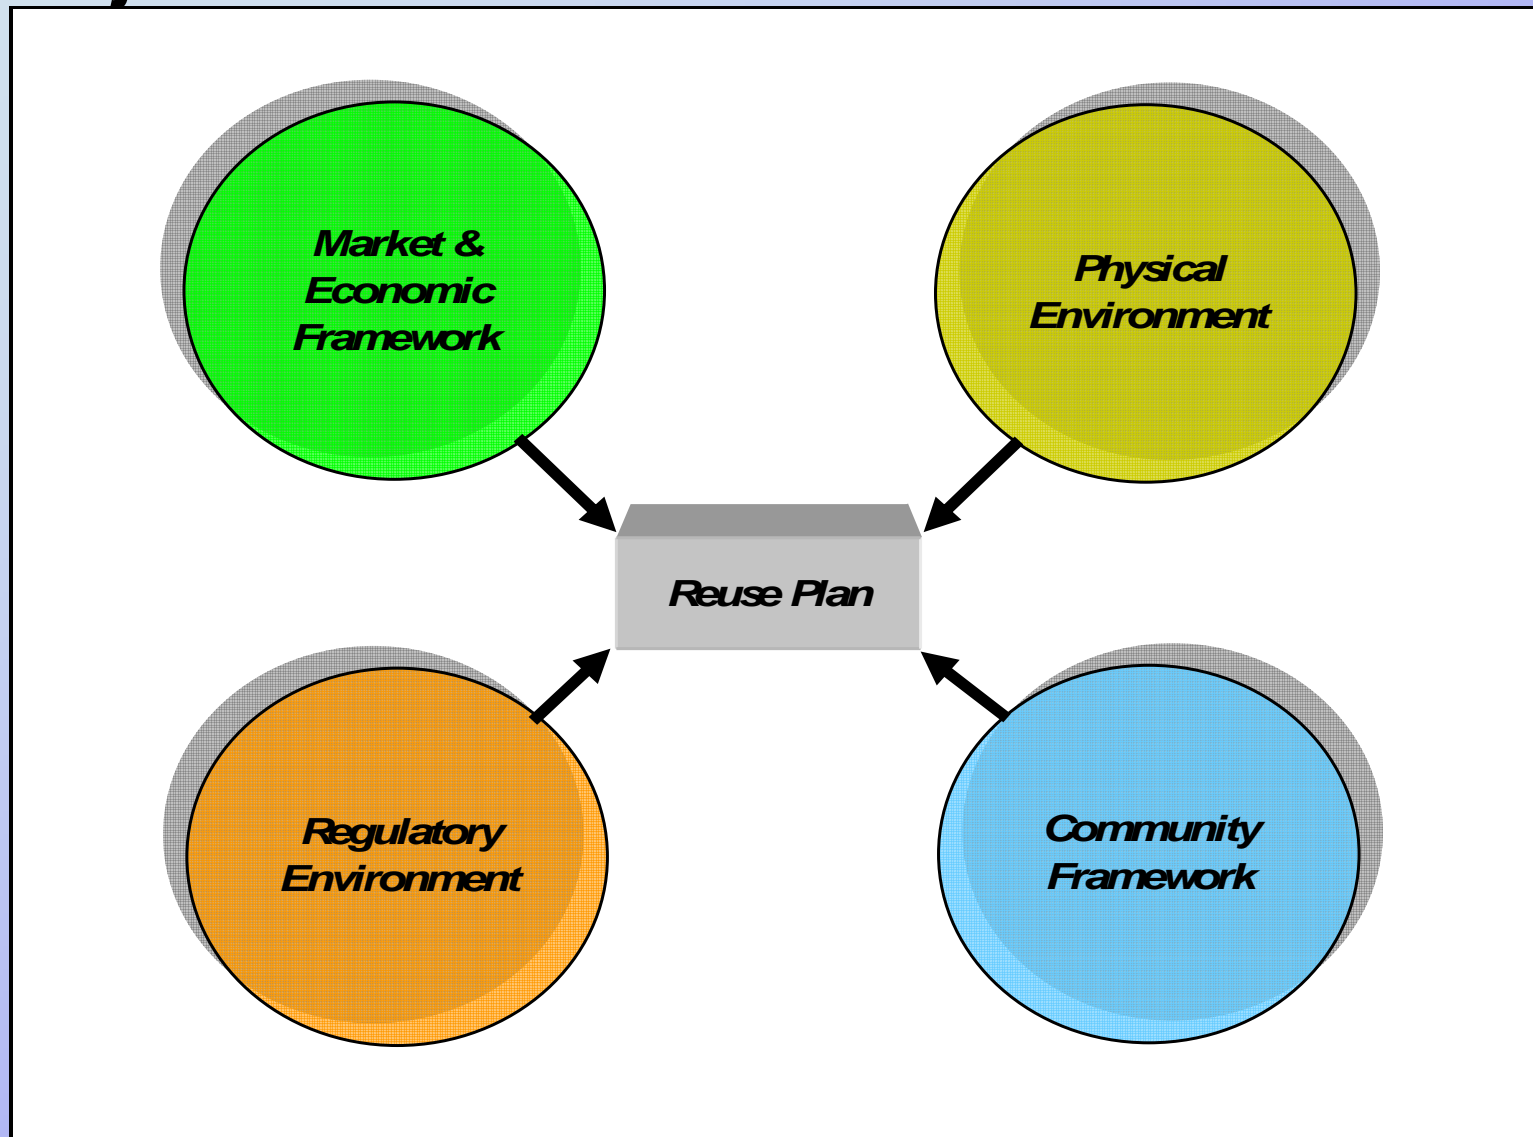 Market &
Economic
Framework
Physical
Environment
Reuse Plan
Regulatory
Environment
Community
Framework